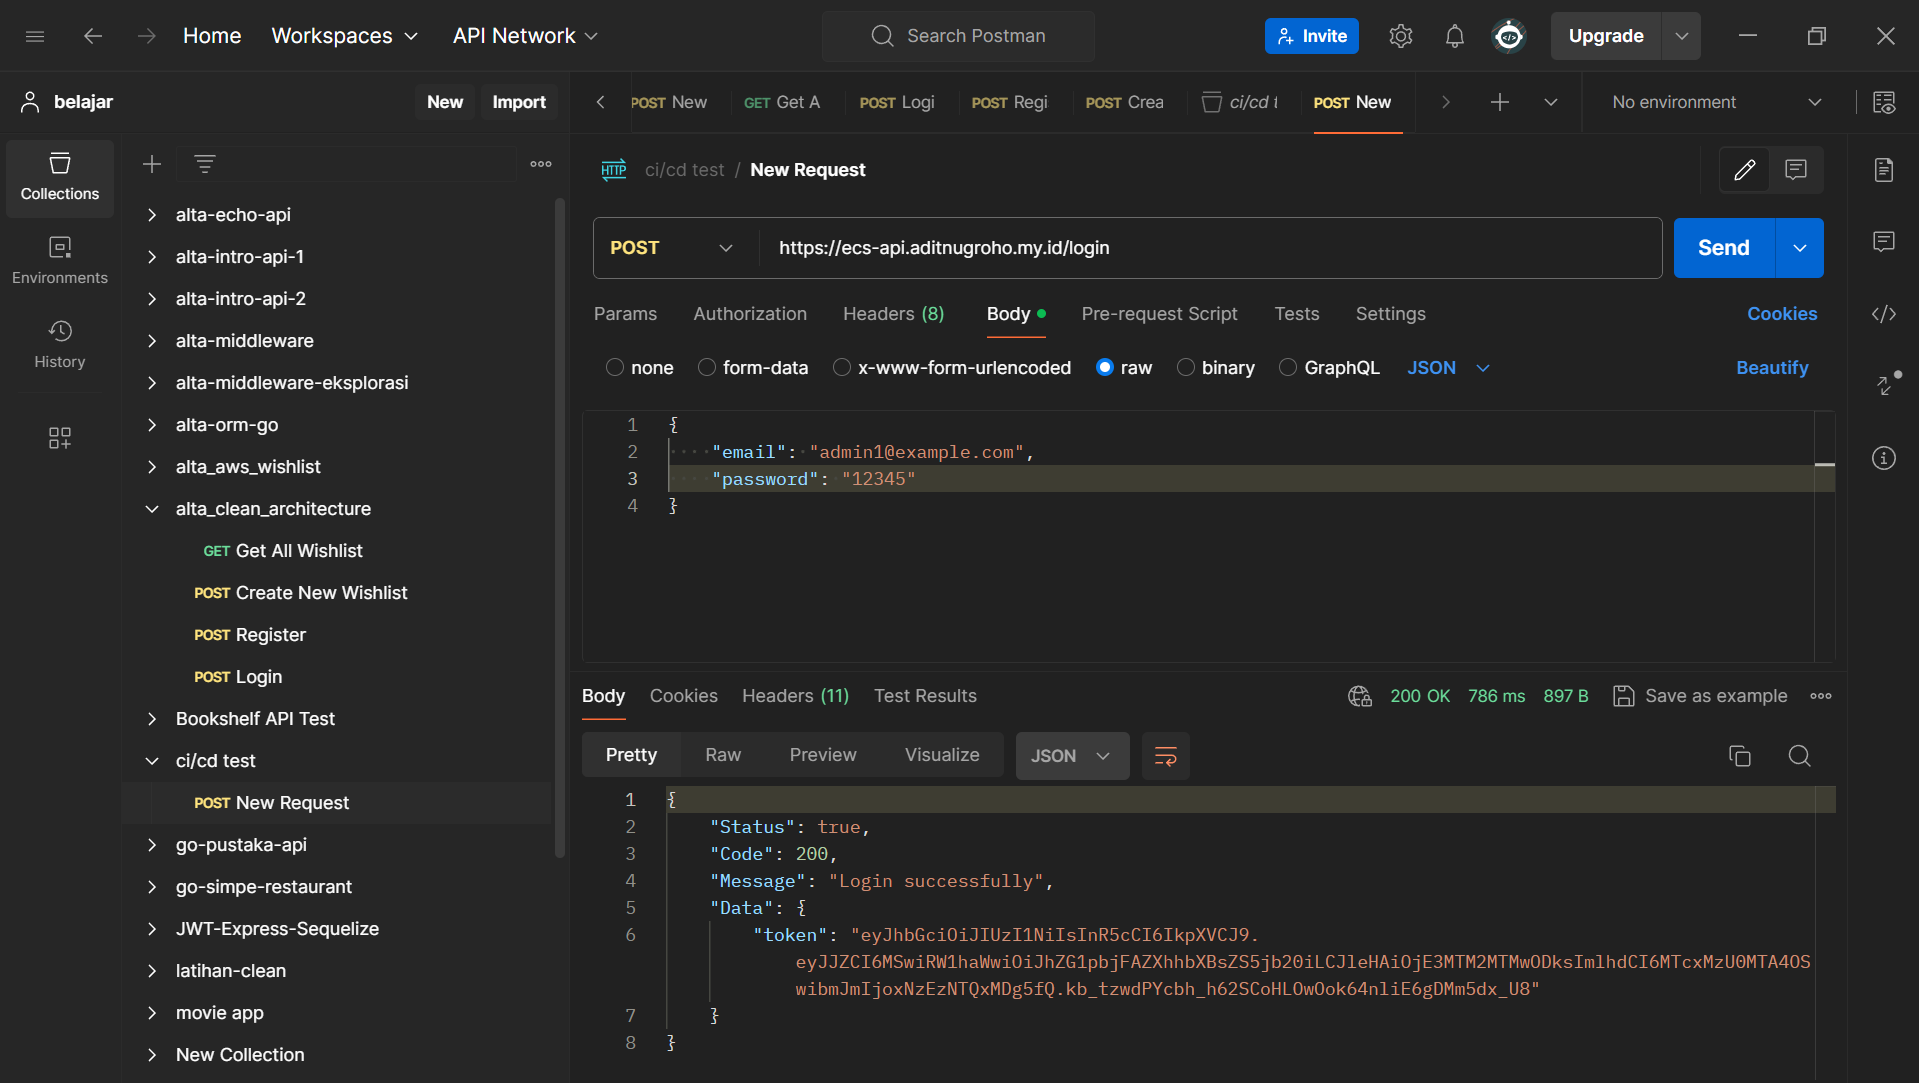 Home Workspaces API Network Search Postman Invite Upgrade
belajar New Import
POST New GET Get A POST Logi POST Regi POST Crea ci/cd t POST New No environment
Collections
Environments
History
alta-echo-api
alta-intro-api-1
alta-intro-api-2
alta-middleware
alta-middleware-eksplorasi
alta-orm-go
alta_aws_wishlist
alta_clean_architecture
GET Get All Wishlist
POST Create New Wishlist
POST Register
POST Login
Bookshelf API Test
ci/cd test
POST New Request
go-pustaka-api
go-simpe-restaurant
JWT-Express-Sequelize
latihan-clean
movie app
New Collection
HTTP ci/cd test / New Request
POST https://ecs-api.aditnugroho.my.id/login Send
Params Authorization Headers (8) Body Pre-request Script Tests Settings Cookies
none form-data x-www-form-urlencoded raw binary GraphQL JSON Beautify
1 {
2 "email": "admin1@example.com",
3 "password": "12345"
4 }
Body Cookies Headers (11) Test Results 200 OK 786 ms 897 B Save as example
Pretty Raw Preview Visualize JSON
1 {
2 "Status": true,
3 "Code": 200,
4 "Message": "Login successfully",
5 "Data": {
6 "token": "eyJhbGciOiJIUzI1NiIsInR5cCI6IkpXVCJ9.
eyJJZCI6MSwiRW1haWwiOiJhZG1pbjFAZXhhbXBsZS5jb20iLCJleHAiOjE3MTM2MTMwODksImlhdCI6MTcxMzU0MTA4OS
wibmJmIjoxNzEzNTQxMDg5fQ.kb_tzwdPYcbh_h62SCoHLOwOok64nliE6gDMm5dx_U8"
7 }
8 }